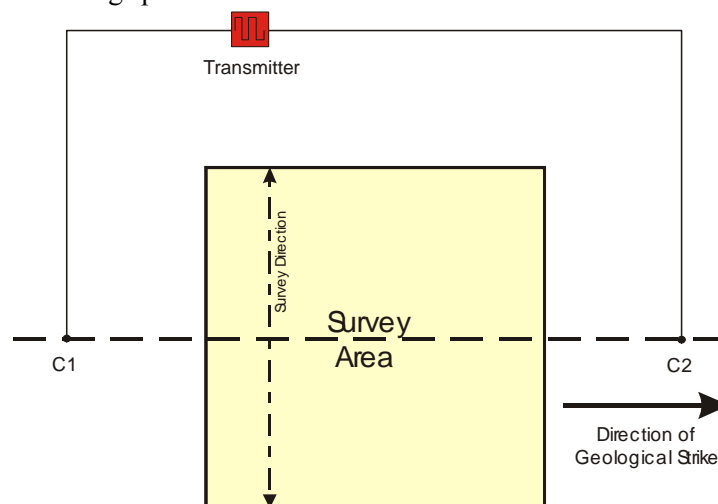 Transmitter
Survey Direction
Survey
Area
C1
C2
Direction of
Geological Strike